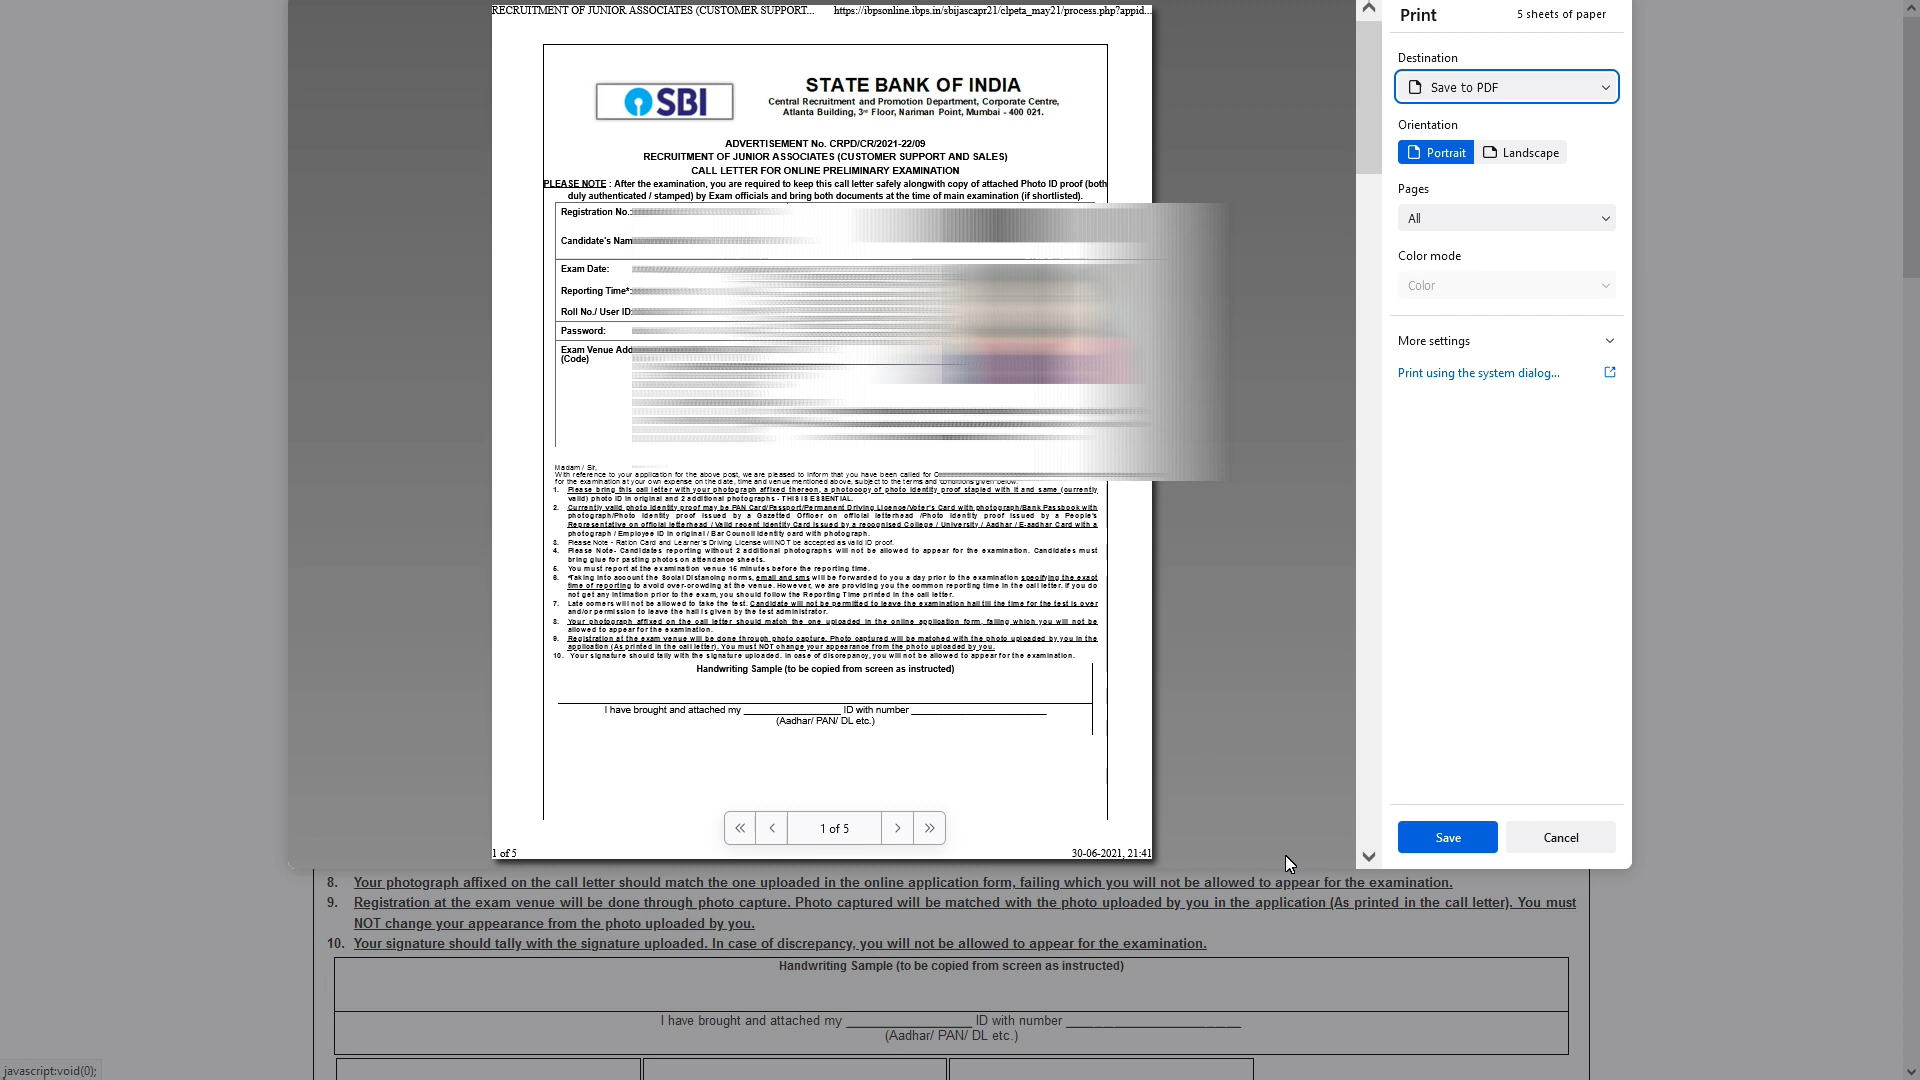 RECRUITMENT OF JUNIOR ASSOCIATES (CUSTOMER SUPPORT... https://ibpsonline.ibps.in/sbijascapr21/clpeta_may21/process.php?appid...
SBI
STATE BANK OF INDIA
Central Recruitment and Promotion Department, Corporate Centre,
Atlanta Building, 3rd Floor, Nariman Point, Mumbai - 400 021.
ADVERTISEMENT No. CRPD/CR/2021-22/09
RECRUITMENT OF JUNIOR ASSOCIATES (CUSTOMER SUPPORT AND SALES)
CALL LETTER FOR ONLINE PRELIMINARY EXAMINATION
PLEASE NOTE : After the examination, you are required to keep this call letter safely alongwith copy of attached Photo ID proof (both
duly authenticated / stamped) by Exam officials and bring both documents at the time of main examination (if shortlisted).
Registration No.:
Candidate's Nam
Exam Date:
Reporting Time*:
Roll No./ User ID:
Password:
Exam Venue Add
(Code)
Madam / Sir,
With reference to your application for the above post, we are pleased to inform that you have been called for
for the examination at your own expense on the date, time and venue mentioned above, subject to the terms and conditions given below.
1. Please bring this call letter with your photograph affixed thereon, a photocopy of photo identity proof stapled with it and same (currently
valid) photo ID in original and 2 additional photographs - THIS IS ESSENTIAL.
2. Currently valid photo identity proof may be PAN Card/Passport/Permanent Driving Licence/Voter's Card with photograph/Bank Passbook with
photograph/Photo Identity proof issued by a Gazetted Officer on official letterhead /Photo Identity proof issued by a People's
Representative on official letterhead / Valid recent Identity Card issued by a recognised College / University / Aadhar / E-aadhar Card with a
photograph / Employee ID in original / Bar Council Identity card with photograph.
3. Please Note - Ration Card and Learner's Driving License will NOT be accepted as valid ID proof.
4. Please Note- Candidates reporting without 2 additional photographs will not be allowed to appear for the examination. Candidates must
bring glue for pasting photos on attendance sheets.
5. You must report at the examination venue 15 minutes before the reporting time.
6. *Taking into account the Social Distancing norms, email and sms will be forwarded to you a day prior to the examination specifying the exact
time of reporting to avoid over-crowding at the venue. However, we are providing you the common reporting time in the call letter. If you do
not get any intimation prior to the exam, you should follow the Reporting Time printed in the call letter.
7. Late comers will not be allowed to take the test. Candidate will not be permitted to leave the examination hall till the time for the test is over
and/or permission to leave the hall is given by the test administrator.
8. Your photograph affixed on the call letter should match the one uploaded in the online application form, failing which you will not be
allowed to appear for the examination.
9. Registration at the exam venue will be done through photo capture. Photo captured will be matched with the photo uploaded by you in the
application (As printed in the call letter). You must NOT change your appearance from the photo uploaded by you.
10. Your signature should tally with the signature uploaded. In case of discrepancy, you will not be allowed to appear for the examination.
Handwriting Sample (to be copied from screen as instructed)
I have brought and attached my ____________ ID with number ____________
(Aadhar/ PAN/ DL etc.)
1 of 5
1 of 5 30-06-2021, 21:41
Print 5 sheets of paper
Destination
Save to PDF
Orientation
Portrait Landscape
Pages
All
Color mode
Color
More settings
Print using the system dialog...
Save Cancel
8. Your photograph affixed on the call letter should match the one uploaded in the online application form, failing which you will not be allowed to appear for the examination.
9. Registration at the exam venue will be done through photo capture. Photo captured will be matched with the photo uploaded by you in the application (As printed in the call letter). You must
NOT change your appearance from the photo uploaded by you.
10. Your signature should tally with the signature uploaded. In case of discrepancy, you will not be allowed to appear for the examination.
Handwriting Sample (to be copied from screen as instructed)
I have brought and attached my ____________ ID with number ____________
(Aadhar/ PAN/ DL etc.)
javascript:void(0);